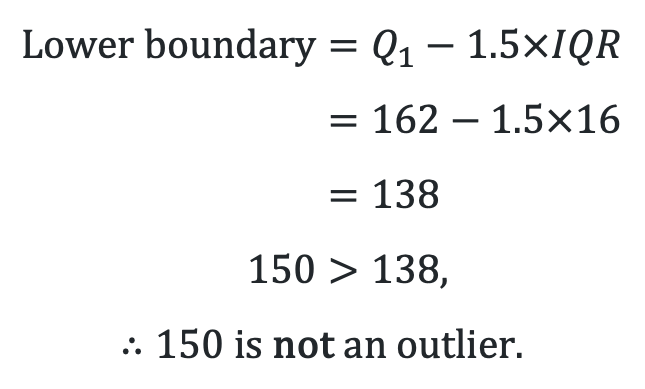 Lower boundary = Q₁ − 1.5×IQR
= 162 − 1.5×16
= 138
150 > 138,
∴ 150 is not an outlier.